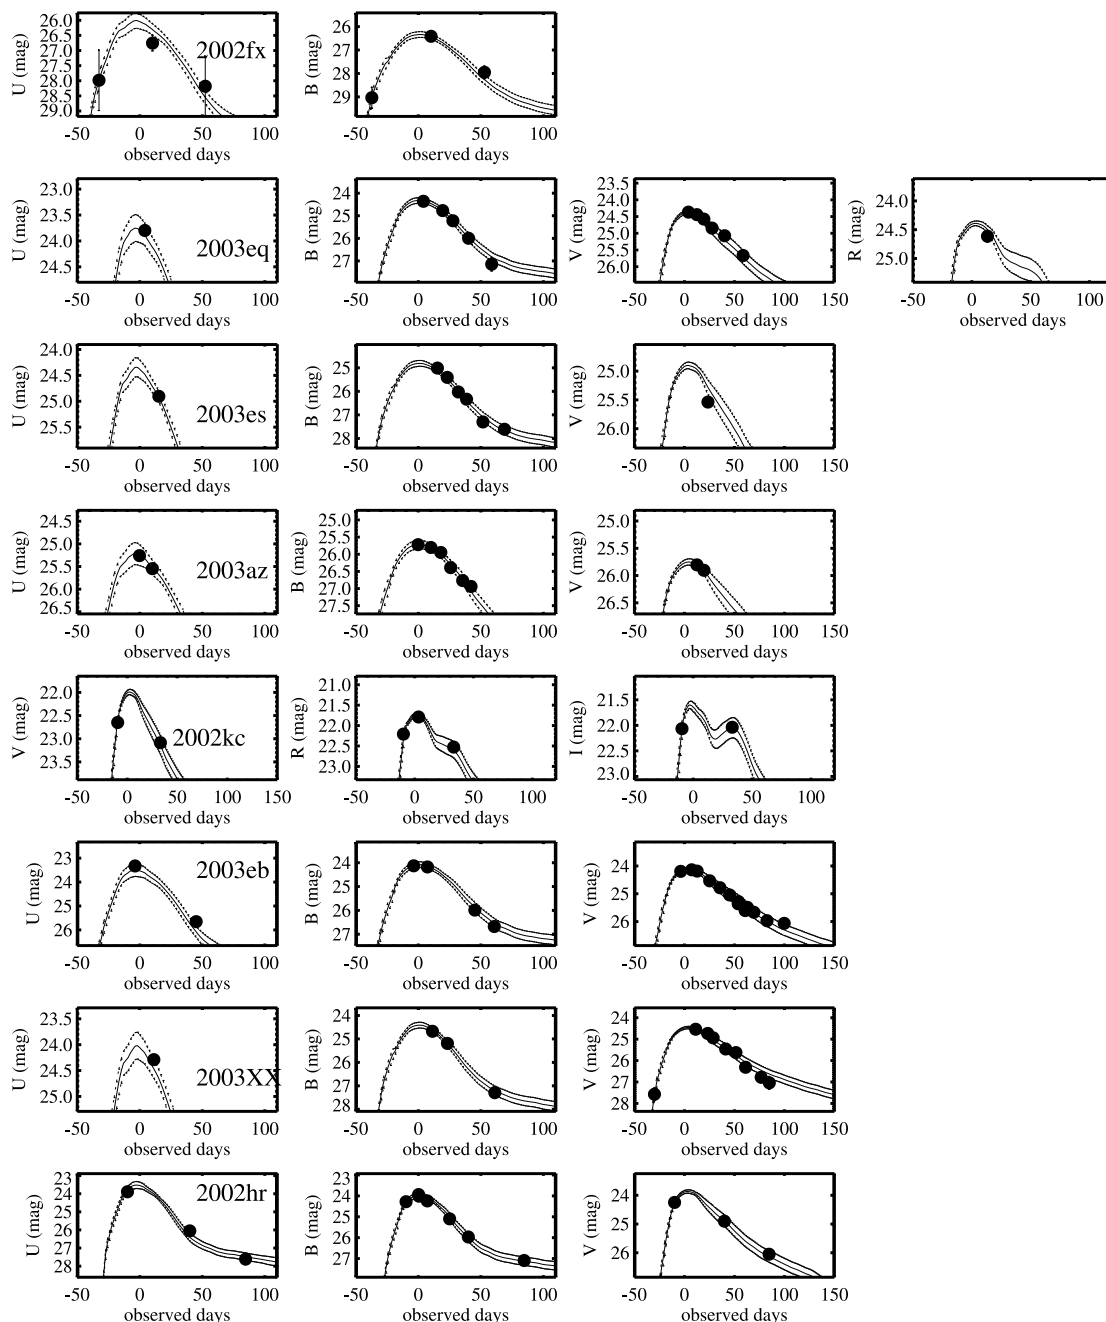 26.0
26.5
27.0
27.5
28.0
28.5
29.0
U (mag)
2002fx
-50 0 50 100
observed days
26
27
28
29
B (mag)
-50 0 50 100
observed days
23.0
23.5
24.0
24.5
U (mag)
2003eq
-50 0 50 100
observed days
24
25
26
27
B (mag)
-50 0 50 100
observed days
23.5
24.0
24.5
25.0
25.5
26.0
V (mag)
-50 0 50 100 150
observed days
24.0
25.0
R (mag)
-50 0 50 100
observed days
24.0
24.5
25.0
25.5
U (mag)
2003es
-50 0 50 100
observed days
25
26
27
28
B (mag)
-50 0 50 100
observed days
25.0
25.5
26.0
V (mag)
-50 0 50 100 150
observed days
24.5
25.0
25.5
26.0
26.5
U (mag)
2003az
-50 0 50 100
observed days
25.0
25.5
26.0
26.5
27.0
27.5
B (mag)
-50 0 50 100
observed days
25.0
25.5
26.0
26.5
V (mag)
-50 0 50 100 150
observed days
22.0
22.5
23.0
23.5
V (mag)
2002kc
-50 0 50 100 150
observed days
21.0
21.5
22.0
22.5
23.0
R (mag)
-50 0 50 100
observed days
21.5
22.0
22.5
23.0
I (mag)
-50 0 50 100
observed days
23
24
25
26
U (mag)
2003eb
-50 0 50 100
observed days
24
25
26
27
B (mag)
-50 0 50 100
observed days
24
25
26
V (mag)
-50 0 50 100 150
observed days
23.5
24.0
24.5
25.0
U (mag)
2003XX
-50 0 50 100
observed days
24
25
26
27
28
B (mag)
-50 0 50 100
observed days
24
25
26
27
28
V (mag)
-50 0 50 100 150
observed days
23
24
25
26
27
28
U (mag)
2002hr
-50 0 50 100
observed days
23
24
25
26
27
B (mag)
-50 0 50 100
observed days
24
25
26
V (mag)
-50 0 50 100 150
observed days